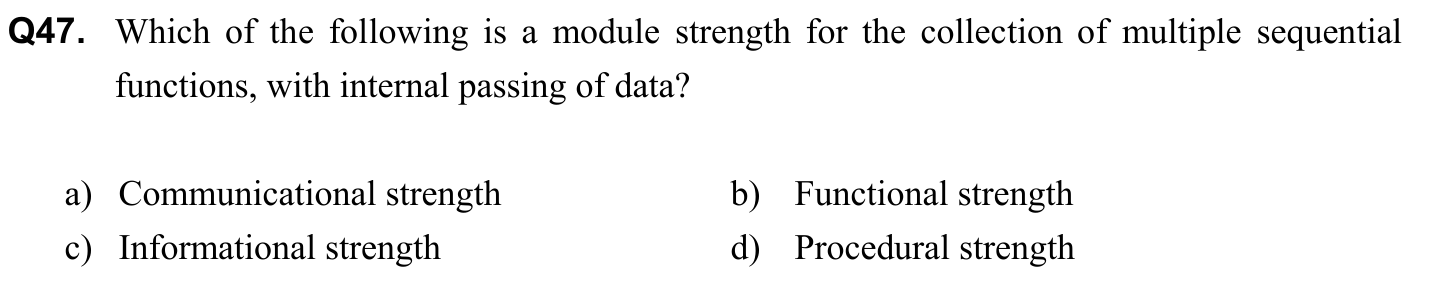 Q47. Which of the following is a module strength for the collection of multiple sequential
functions, with internal passing of data?
a) Communicational strength b) Functional strength
c) Informational strength d) Procedural strength